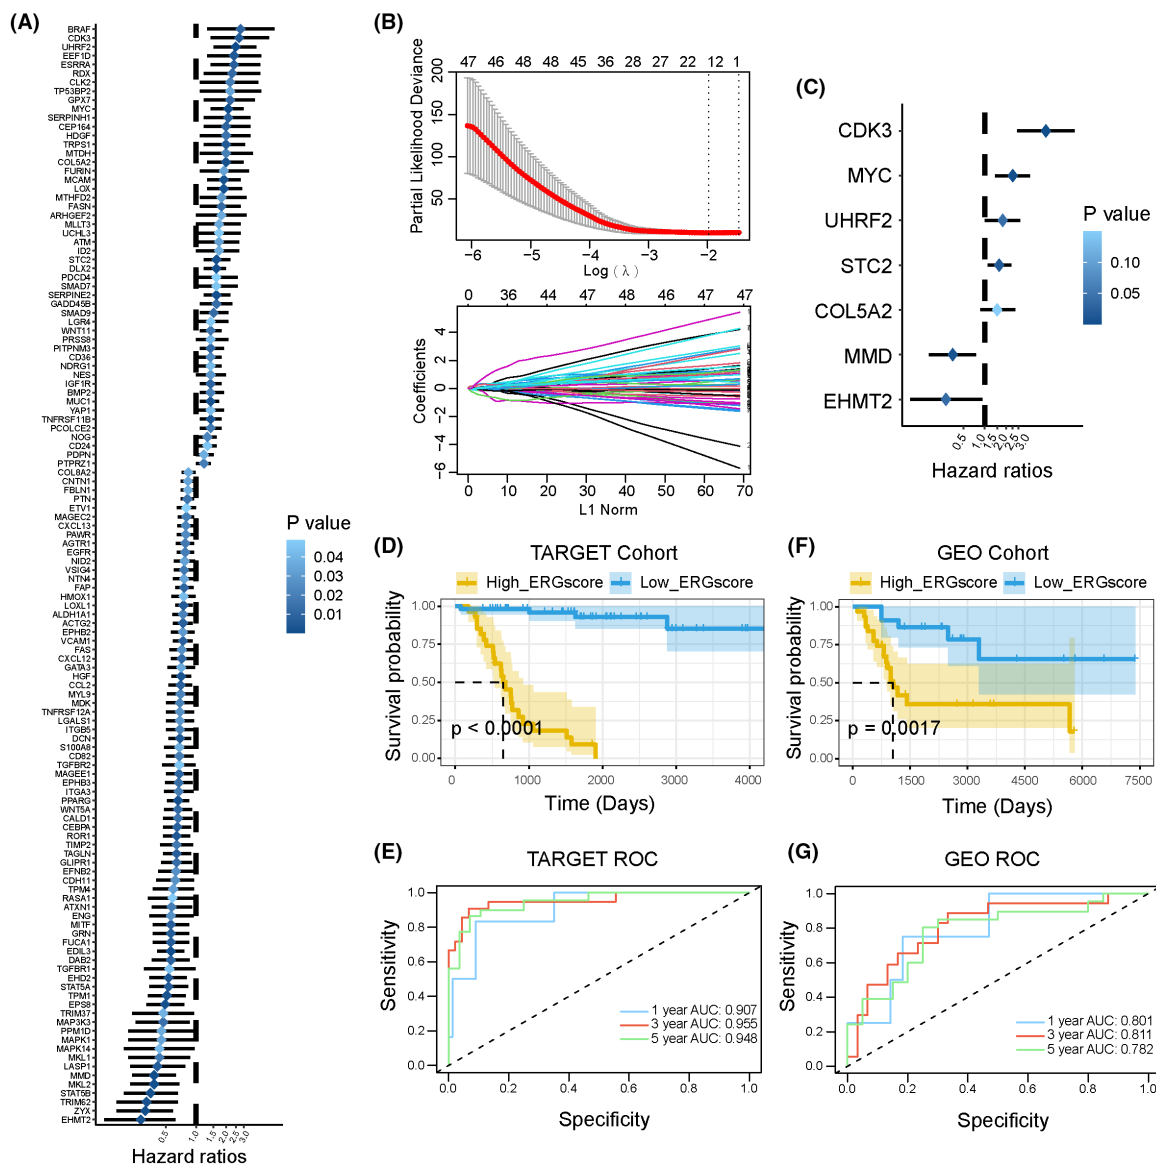 (A)
BRAF
CDK3
UHRF2
EEF1D
ESRRA
RDX
CLK2
TP53BP2
GPX7
MYC
SERPINH1
CEP164
HDGF
TRPS1
MTDH
COL5A2
FURIN
MCAM
LOX
MTHFD2
FASN
ARHGEF2
MLLT3
UCHL3
ATM
ID2
STC2
DLX2
PDCD4
SMAD7
SERPINE2
GADD45B
SMAD9
LGR4
WNT11
PRSS8
PITPNM3
CD36
NDRG1
NES
IGF1R
BMP2
MUC1
YAP1
TNFRSF11B
PCOLCE2
NOG
CD24
PDPN
PTPRZ1
COL8A2
CNTN1
FBLN1
PTN
ETV1
MAGEC2
CXCL13
PAWR
AGTR1
EGFR
NID2
VSIG4
NTN4
FAP
HMOX1
LOXL1
ALDH1A1
ACTG2
EPHB2
VCAM1
FAS
CXCL12
GATA3
HGF
CCL2
MYL9
MDK
TNFRSF12A
LGALS1
ITGB5
DCN
S100A8
CD82
TGFBR2
MAGEE1
EPHB3
ITGA3
PPARG
WNT5A
CALD1
CEBPA
ROR1
TIMP2
TAGLN
GLIPR1
EFNB2
CDH11
TPM4
RASA1
ATXN1
ENG
MITF
GRN
FUCA1
EDIL3
DAB2
TGFBR1
EHD2
STAT5A
TPM1
EPS8
TRIM37
MAP3K3
PPM1D
MAPK1
MAPK14
MKL1
LASP1
MMD
MKL2
STAT5B
TRIM62
ZYX
EHMT2
0.5 1.0 1.5 2.0 2.5 3.0
Hazard ratios
P value
0.04
0.03
0.02
0.01
(B)
47 46 48 48 45 36 28 27 22 12 1
Partial Likelihood Deviance
200
150
100
50
−6 −5 −4 −3 −2
Log (λ)
0 36 44 47 48 46 47 47
Coefficients
4
2
0
−2
−4
−6
0 10 20 30 40 50 60 70
L1 Norm
(C)
CDK3
MYC
UHRF2
STC2
COL5A2
MMD
EHMT2
0.5 1.0 1.5 2.0 2.5 3.0
Hazard ratios
P value
0.10
0.05
(D)
TARGET Cohort
High_ERGscore Low_ERGscore
Survival probability
1.00
0.75
0.50
0.25
0.00
p < 0.0001
0 1000 2000 3000 4000
Time (Days)
(F)
GEO Cohort
High_ERGscore Low_ERGscore
Survival probability
1.00
0.75
0.50
0.25
0.00
p = 0.0017
0 1500 3000 4500 6000 7500
Time (Days)
(E)
TARGET ROC
Sensitivity
1.0
0.8
0.6
0.4
0.2
0.0
1 year AUC: 0.907
3 year AUC: 0.955
5 year AUC: 0.948
0.0 0.2 0.4 0.6 0.8 1.0
Specificity
(G)
GEO ROC
Sensitivity
1.0
0.8
0.6
0.4
0.2
0.0
1 year AUC: 0.801
3 year AUC: 0.811
5 year AUC: 0.782
0.0 0.2 0.4 0.6 0.8 1.0
Specificity